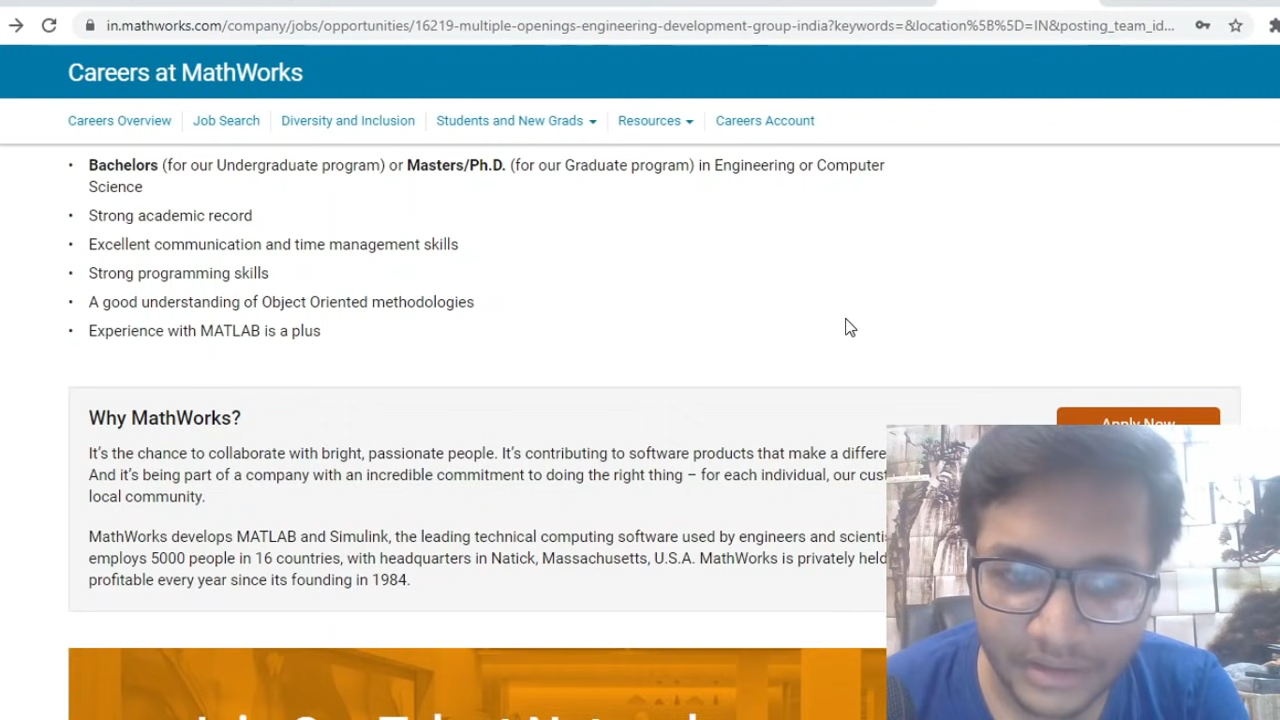 in.mathworks.com/company/jobs/opportunities/16219-multiple-openings-engineering-development-group-india?keywords=&location%5B%5D=IN&posting_team_id...
Careers at MathWorks
Careers Overview Job Search Diversity and Inclusion Students and New Grads Resources Careers Account
• Bachelors (for our Undergraduate program) or Masters/Ph.D. (for our Graduate program) in Engineering or Computer
Science
• Strong academic record
• Excellent communication and time management skills
• Strong programming skills
• A good understanding of Object Oriented methodologies
• Experience with MATLAB is a plus
Why MathWorks?
Apply Now
It's the chance to collaborate with bright, passionate people. It's contributing to software products that make a differe
And it's being part of a company with an incredible commitment to doing the right thing – for each individual, our cus
local community.
MathWorks develops MATLAB and Simulink, the leading technical computing software used by engineers and scienti
employs 5000 people in 16 countries, with headquarters in Natick, Massachusetts, U.S.A. MathWorks is privately held
profitable every year since its founding in 1984.
Join Our Talent Network